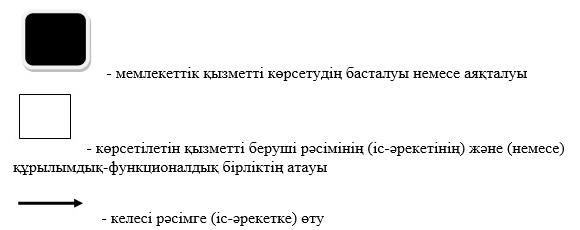 - мемлекеттік қызметті көрсетудің басталуы немесе аяқталуы
- көрсетілетін қызметті беруші рәсімінің (іс-әрекетінің) және (немесе)
құрылымдық-функционалдық бірліктің атауы
- келесі рәсімге (іс-әрекетке) өту